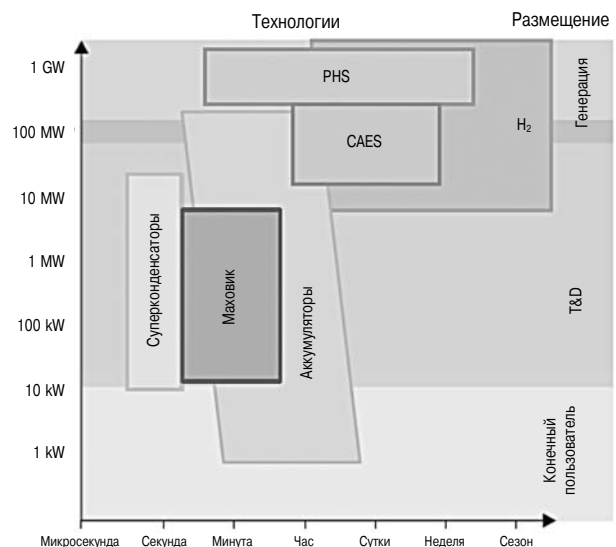 Технологии
Размещение
1 GW
100 MW
10 MW
1 MW
100 kW
10 kW
1 kW
PHS
CAES
H₂
Суперконденсаторы
Маховик
Аккумуляторы
Генерация
T&D
Конечный
пользователь
Микросекунда
Секунда
Минута
Час
Сутки
Неделя
Сезон